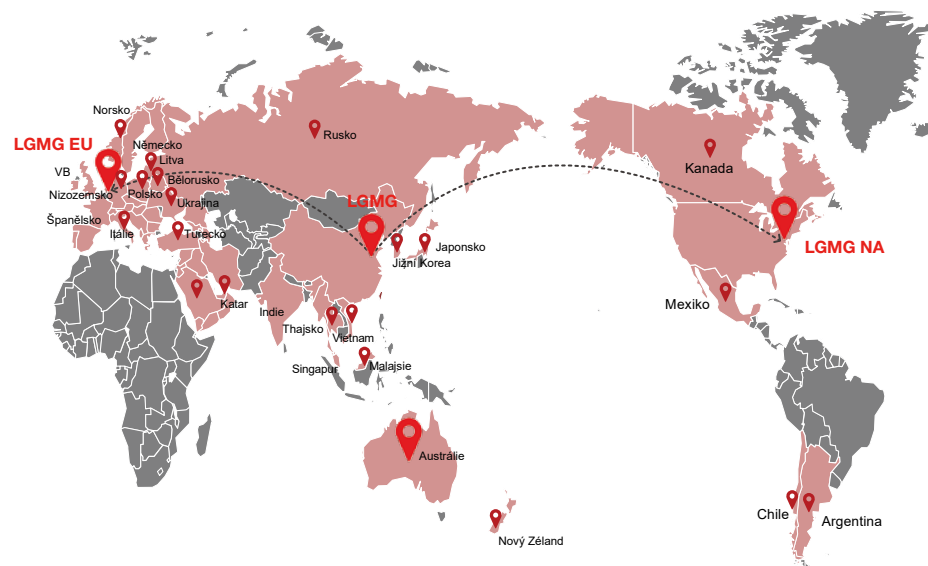 Norsko
LGMG EU
Německo
Litva
VB
Bělorusko
Nizozemsko
Polsko
Ukrajina
Španělsko
Itálie
Turecko
Rusko
LGMG
Japonsko
Jižní Korea
Katar
Indie
Thajsko
Vietnam
Singapur
Malajsie
Austrálie
Nový Zéland
Kanada
LGMG NA
Mexiko
Chile
Argentina